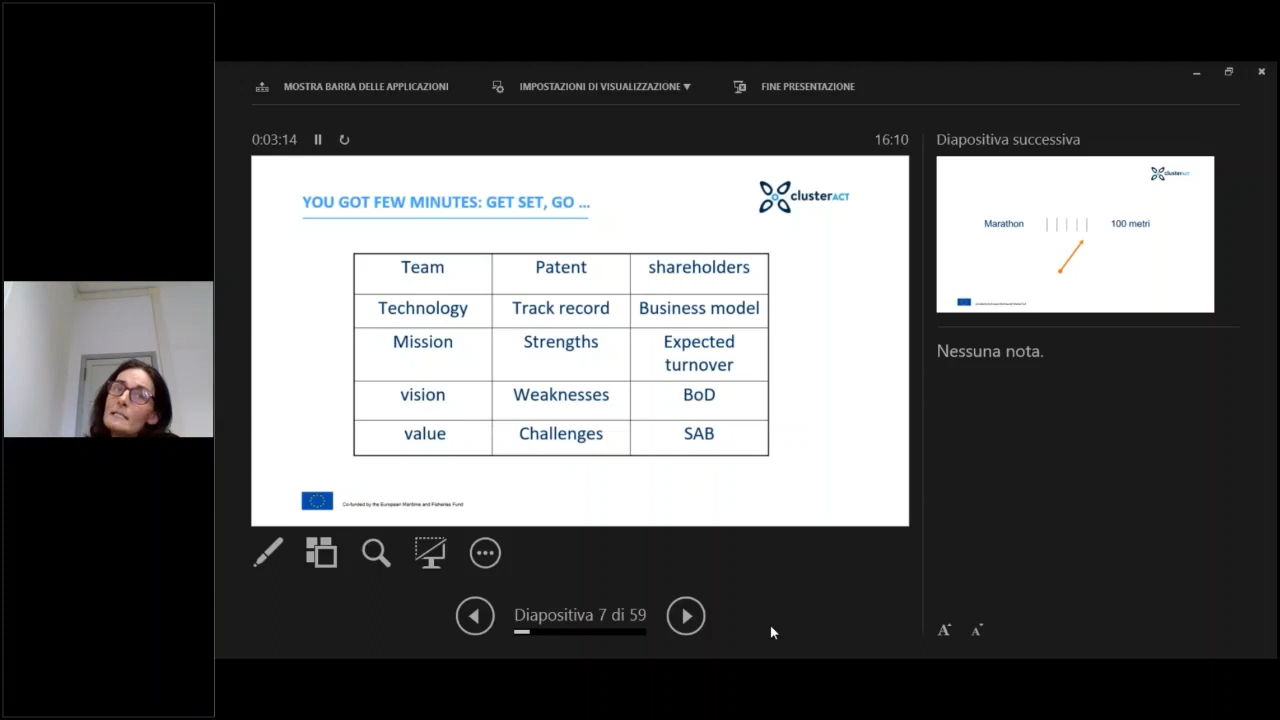 MOSTRA BARRA DELLE APPLICAZIONI IMPOSTAZIONI DI VISUALIZZAZIONE ▼ FINE PRESENTAZIONE
0:03:14 16:10
YOU GOT FEW MINUTES: GET SET, GO ...
clusterACT
Team Patent shareholders
Technology Track record Business model
Mission Strengths Expected
turnover
vision Weaknesses BoD
value Challenges SAB
Co-funded by the European Maritime and Fisheries Fund
Diapositiva 7 di 59
Diapositiva successiva
clusterACT
Marathon 100 metri
Nessuna nota.
A A